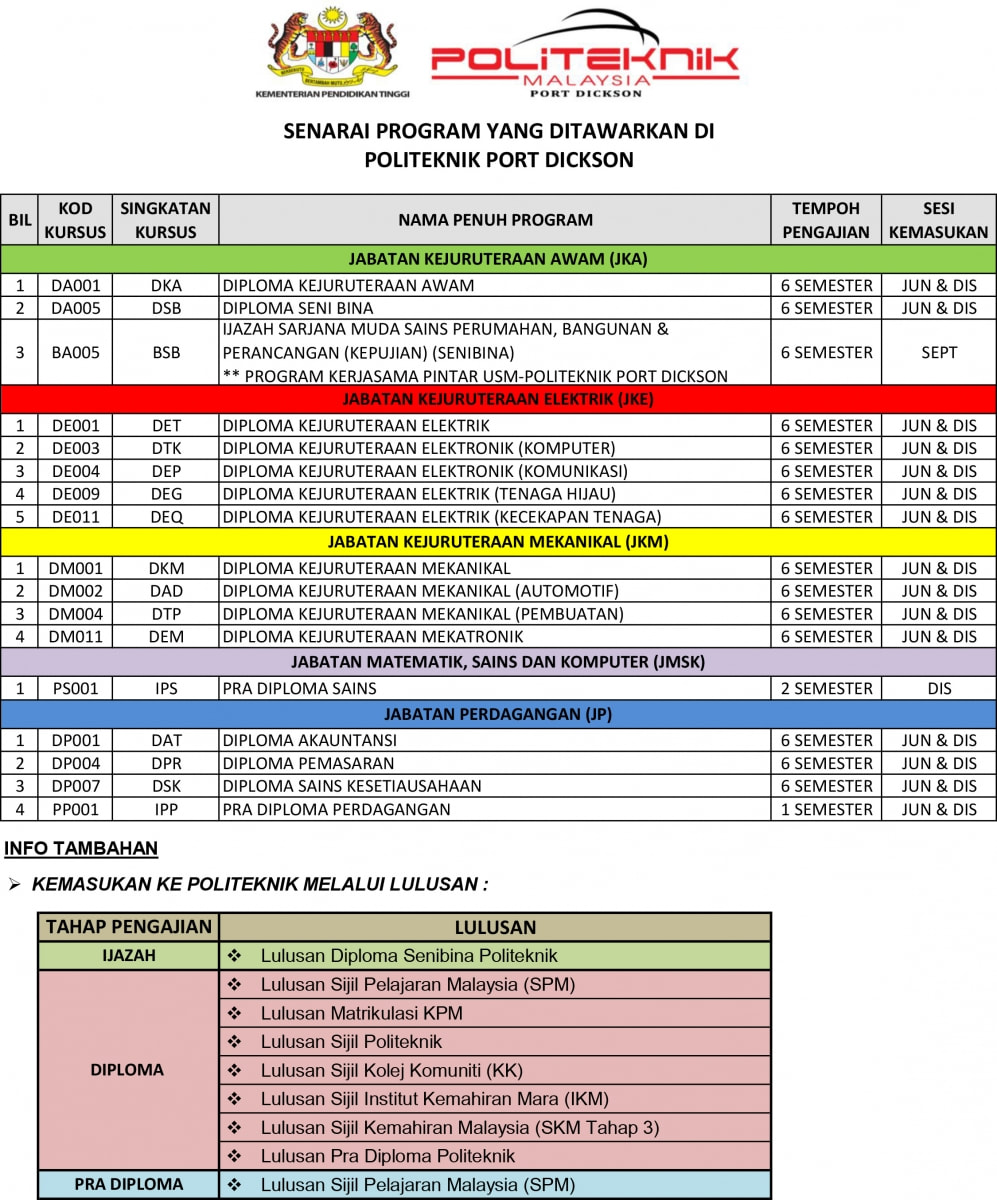 KEMENTERIAN PENDIDIKAN TINGGI
POLITEKNIK
MALAYSIA
PORT DICKSON
SENARAI PROGRAM YANG DITAWARKAN DI
POLITEKNIK PORT DICKSON
BIL KOD KURSUS SINGKATAN KURSUS NAMA PENUH PROGRAM TEMPOH PENGAJIAN SESI KEMASUKAN
JABATAN KEJURUTERAAN AWAM (JKA)
1 DA001 DKA DIPLOMA KEJURUTERAAN AWAM 6 SEMESTER JUN & DIS
2 DA005 DSB DIPLOMA SENI BINA 6 SEMESTER JUN & DIS
3 BA005 BSB IJAZAH SARJANA MUDA SAINS PERUMAHAN, BANGUNAN &
PERANCANGAN (KEPUJIAN) (SENIBINA) 6 SEMESTER SEPT
** PROGRAM KERJASAMA PINTAR USM-POLITEKNIK PORT DICKSON
JABATAN KEJURUTERAAN ELEKTRIK (JKE)
1 DE001 DET DIPLOMA KEJURUTERAAN ELEKTRIK 6 SEMESTER JUN & DIS
2 DE003 DTK DIPLOMA KEJURUTERAAN ELEKTRONIK (KOMPUTER) 6 SEMESTER JUN & DIS
3 DE004 DEP DIPLOMA KEJURUTERAAN ELEKTRONIK (KOMUNIKASI) 6 SEMESTER JUN & DIS
4 DE009 DEG DIPLOMA KEJURUTERAAN ELEKTRIK (TENAGA HIJAU) 6 SEMESTER JUN & DIS
5 DE011 DEQ DIPLOMA KEJURUTERAAN ELEKTRIK (KECEKAPAN TENAGA) 6 SEMESTER JUN & DIS
JABATAN KEJURUTERAAN MEKANIKAL (JKM)
1 DM001 DKM DIPLOMA KEJURUTERAAN MEKANIKAL 6 SEMESTER JUN & DIS
2 DM002 DAD DIPLOMA KEJURUTERAAN MEKANIKAL (AUTOMOTIF) 6 SEMESTER JUN & DIS
3 DM004 DTP DIPLOMA KEJURUTERAAN MEKANIKAL (PEMBUATAN) 6 SEMESTER JUN & DIS
4 DM011 DEM DIPLOMA KEJURUTERAAN MEKATRONIK 6 SEMESTER JUN & DIS
JABATAN MATEMATIK, SAINS DAN KOMPUTER (JMSK)
1 PS001 IPS PRA DIPLOMA SAINS 2 SEMESTER DIS
JABATAN PERDAGANGAN (JP)
1 DP001 DAT DIPLOMA AKAUNTANSI 6 SEMESTER JUN & DIS
2 DP004 DPR DIPLOMA PEMASARAN 6 SEMESTER JUN & DIS
3 DP007 DSK DIPLOMA SAINS KESETIAUSAHAAN 6 SEMESTER JUN & DIS
4 PP001 IPP PRA DIPLOMA PERDAGANGAN 1 SEMESTER JUN & DIS
INFO TAMBAHAN
➢ KEMASUKAN KE POLITEKNIK MELALUI LULUSAN :
TAHAP PENGAJIAN LULUSAN
IJAZAH ❖ Lulusan Diploma Senibina Politeknik
❖ Lulusan Sijil Pelajaran Malaysia (SPM)
❖ Lulusan Matrikulasi KPM
❖ Lulusan Sijil Politeknik
DIPLOMA ❖ Lulusan Sijil Kolej Komuniti (KK)
❖ Lulusan Sijil Institut Kemahiran Mara (IKM)
❖ Lulusan Sijil Kemahiran Malaysia (SKM Tahap 3)
❖ Lulusan Pra Diploma Politeknik
PRA DIPLOMA ❖ Lulusan Sijil Pelajaran Malaysia (SPM)